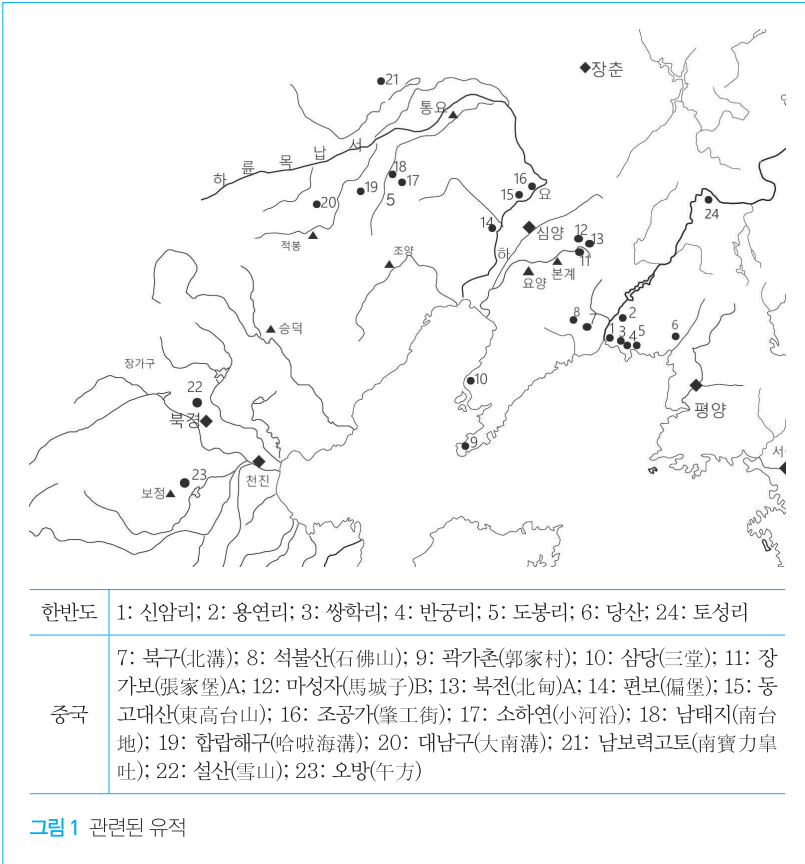 장춘
21
통요
하 륜 목 납 서
18
17
16
19
15
요
5
20
24
14
심양
12
13
적봉
조양
하
11
본계
요양
8
7
2
승덕
1 3 4 5
6
장가구
10
22
평양
북경
9
서
23
천진
보정
한반도 1: 신암리; 2: 용연리; 3: 쌍학리; 4: 반궁리; 5: 도봉리; 6: 당산; 24: 토성리
7: 북구(北溝); 8: 석불산(石佛山); 9: 곽가촌(郭家村); 10: 삼당(三堂); 11: 장
가보(張家堡)A; 12: 마성자(馬城子)B; 13: 북전(北甸)A; 14: 편보(偏堡); 15: 동
중국 고대산(東高台山); 16: 조공가(肇工街); 17: 소하연(小河沿); 18: 남태지(南台
地); 19: 합랍해구(哈啦海溝); 20: 대남구(大南溝); 21: 남보력고토(南寶力皐
吐); 22: 설산(雪山); 23: 오방(午方)
그림 1 관련된 유적